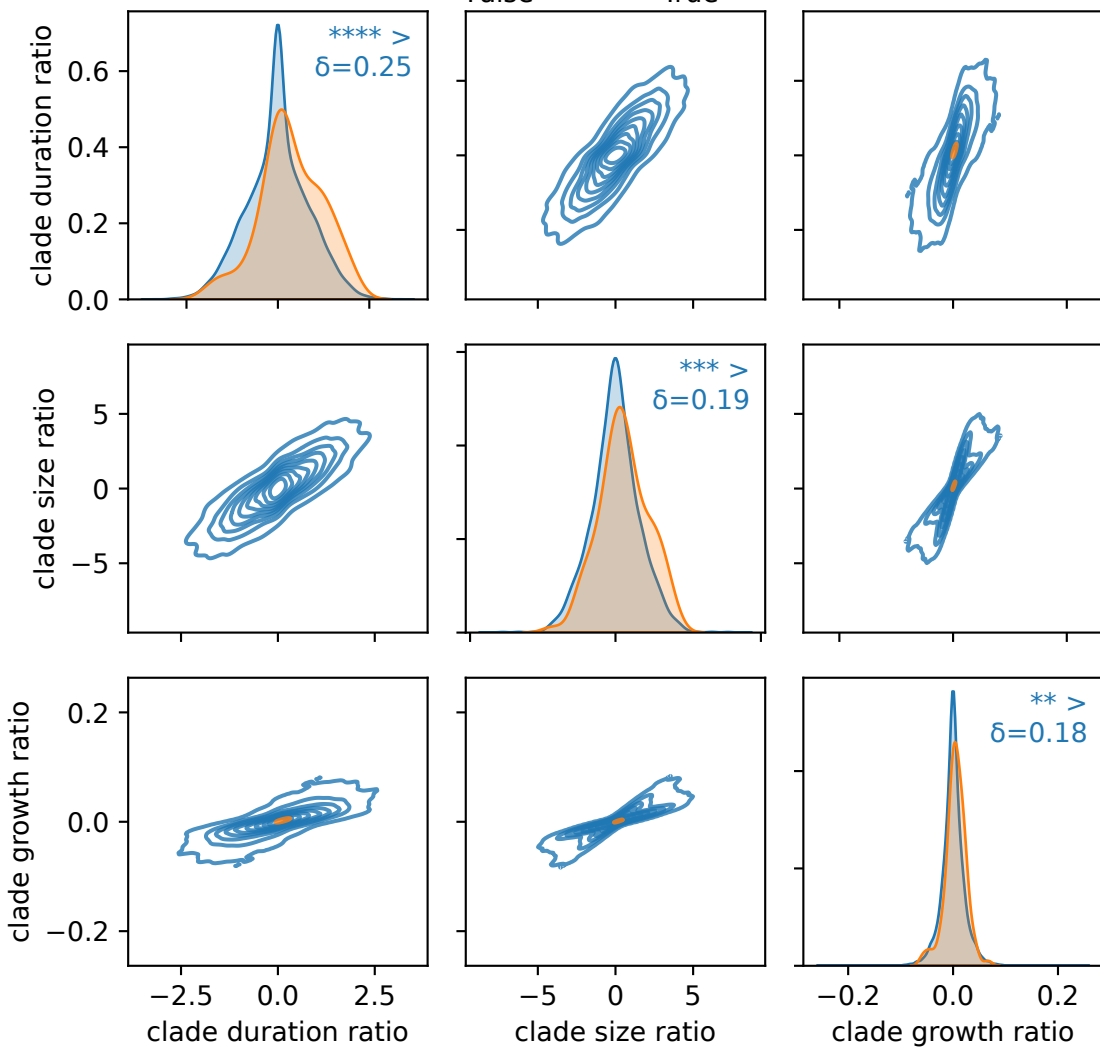 **** >
δ=0.25
clade duration ratio
0.6
0.4
0.2
0.0
*** >
δ=0.19
clade size ratio
5
0
−5
** >
δ=0.18
clade growth ratio
0.2
0.0
−0.2
−2.5 0.0 2.5 −5 0 5 −0.2 0.0 0.2
clade duration ratio clade size ratio clade growth ratio